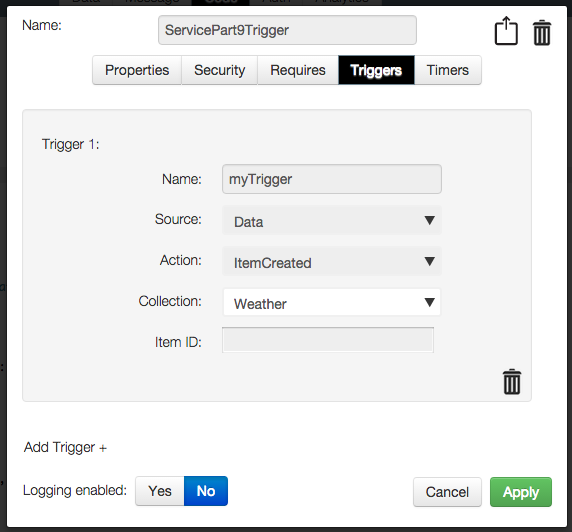 Name: ServicePart9Trigger
Properties Security Requires Triggers Timers
Trigger 1:
Name: myTrigger
Source: Data
Action: ItemCreated
Collection: Weather
Item ID:
Add Trigger +
Logging enabled: Yes No Cancel Apply